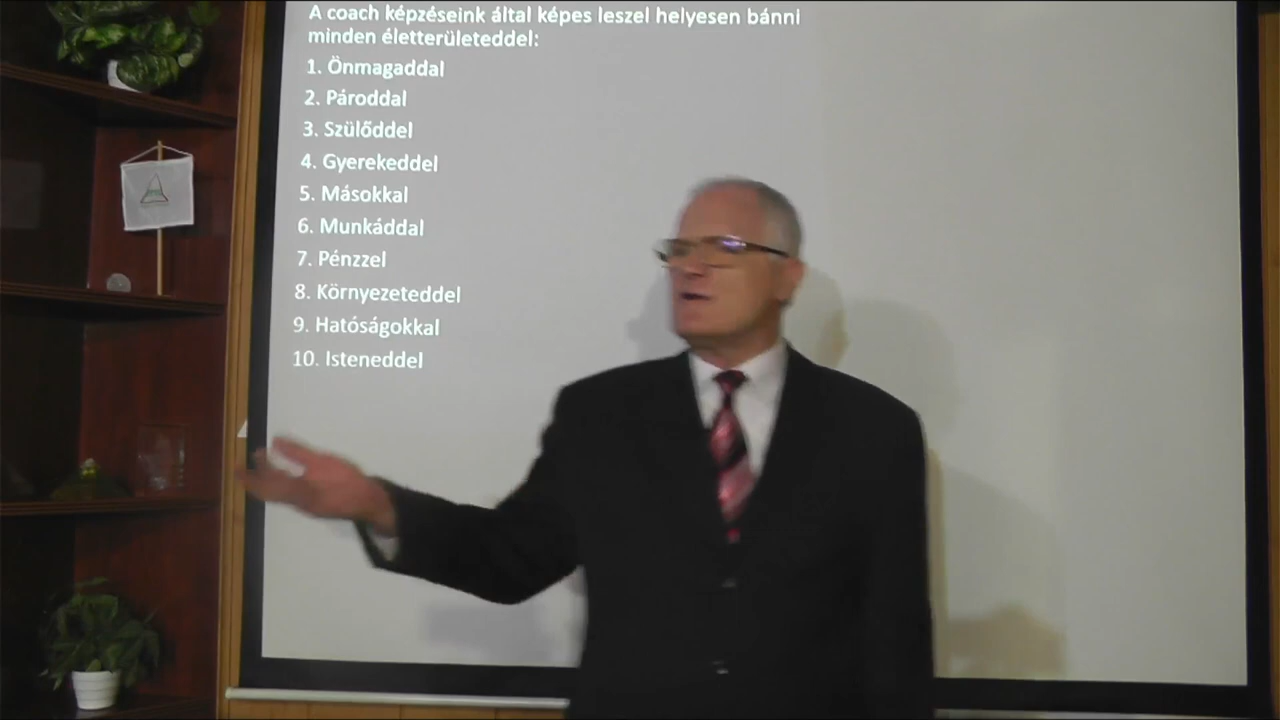 A coach képzéseink által képes leszel helyesen bánni
minden életterületeddel:
1. Önmagaddal
2. Pároddal
3. Szülőddel
4. Gyerekeddel
5. Másokkal
6. Munkáddal
7. Pénzzel
8. Környezeteddel
9. Hatóságokkal
10. Isteneddel